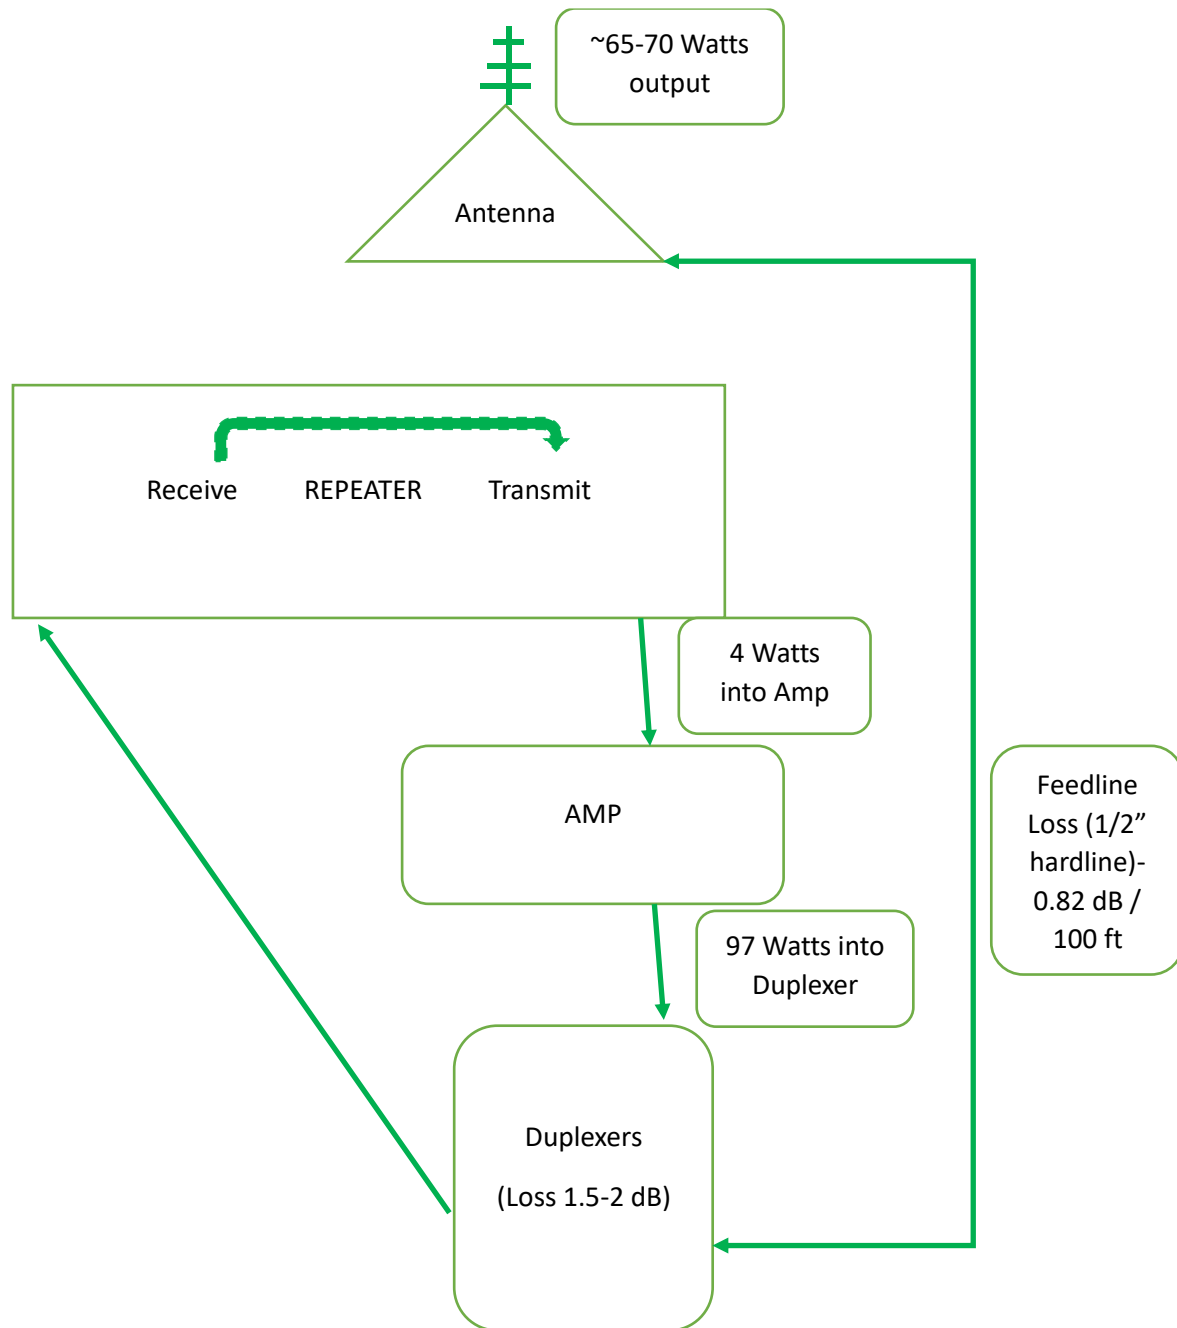 ~65-70 Watts
output
Antenna
Receive REPEATER Transmit
4 Watts
into Amp
AMP
Feedline
Loss (1/2”
hardline)-
0.82 dB /
100 ft
97 Watts into
Duplexer
Duplexers
(Loss 1.5-2 dB)